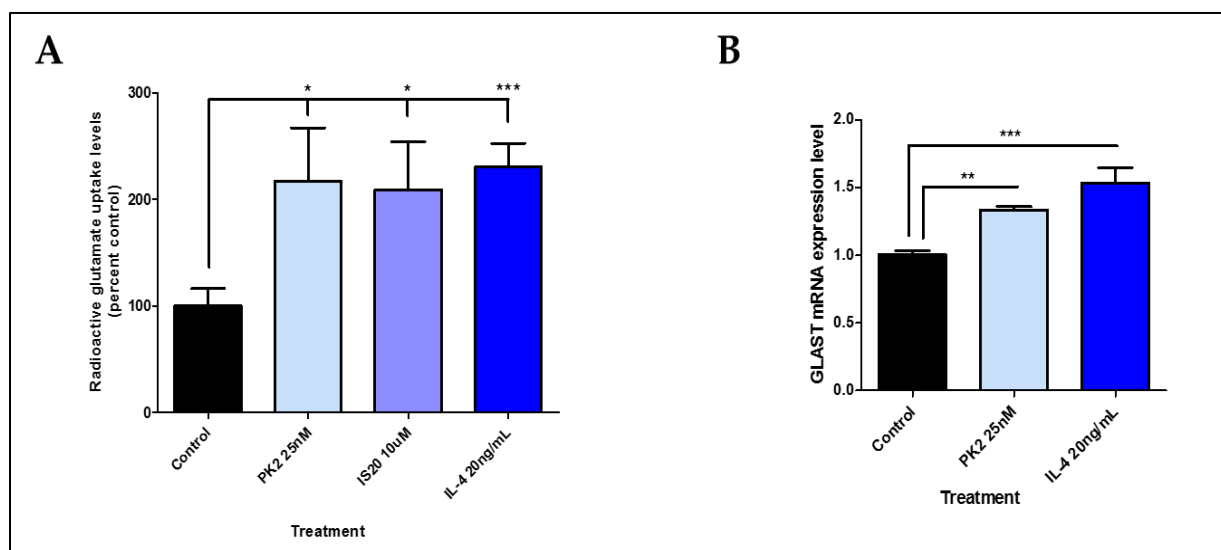 A
Radioactive glutamate uptake levels
(percent control)
300
200
100
0
*
*
***
Control
PK2 25nM
IS20 10uM
IL-4 20ng/mL
Treatment
B
GLAST mRNA expression level
2.0
1.5
1.0
0.5
0.0
***
**
Control
PK2 25nM
IL-4 20ng/mL
Treatment